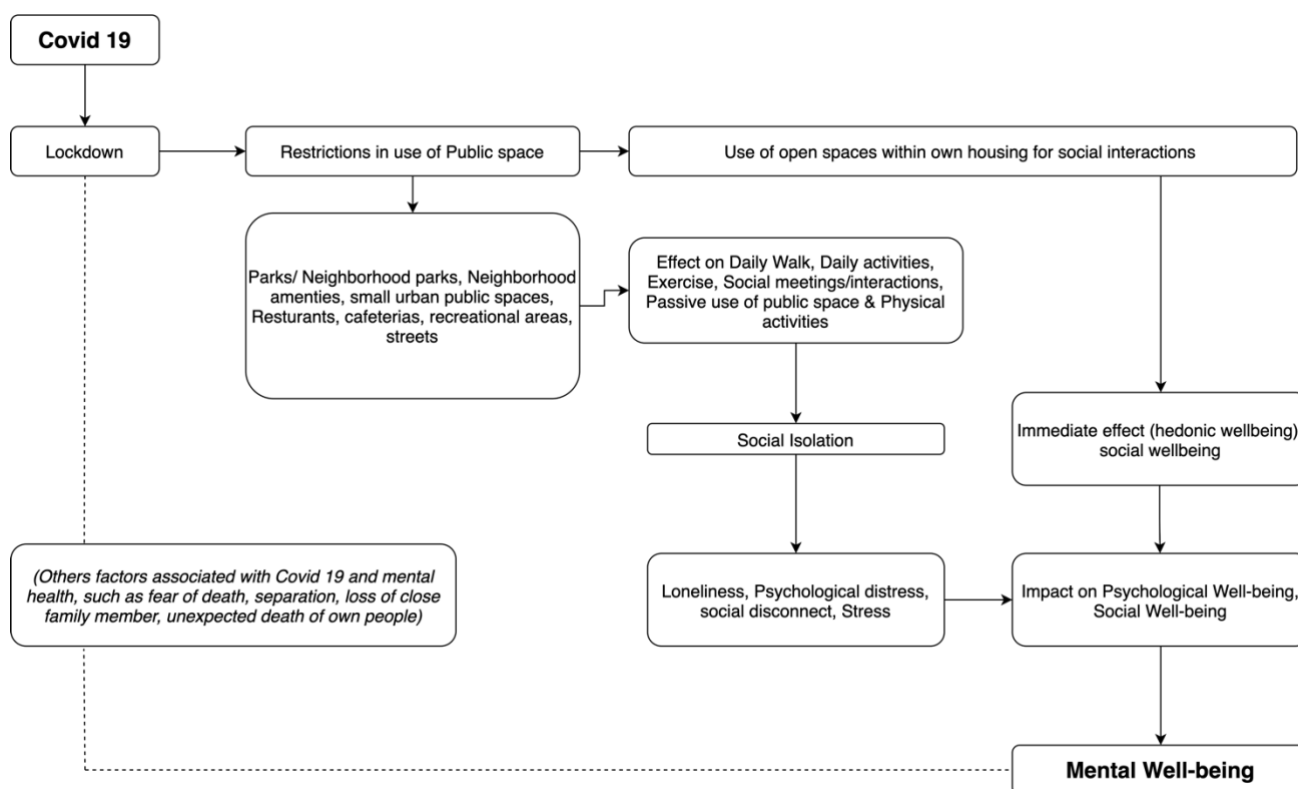 Covid 19
Lockdown
Restrictions in use of Public space
Use of open spaces within own housing for social interactions
Parks/ Neighborhood parks, Neighborhood
amenties, small urban public spaces,
Resturants, cafeterias, recreational areas,
streets
Effect on Daily Walk, Daily activities,
Exercise, Social meetings/interactions,
Passive use of public space & Physical
activities
Social Isolation
Immediate effect (hedonic wellbeing)
social wellbeing
(Others factors associated with Covid 19 and mental
health, such as fear of death, separation, loss of close
family member, unexpected death of own people)
Loneliness, Psychological distress,
social disconnect, Stress
Impact on Psychological Well-being,
Social Well-being
Mental Well-being